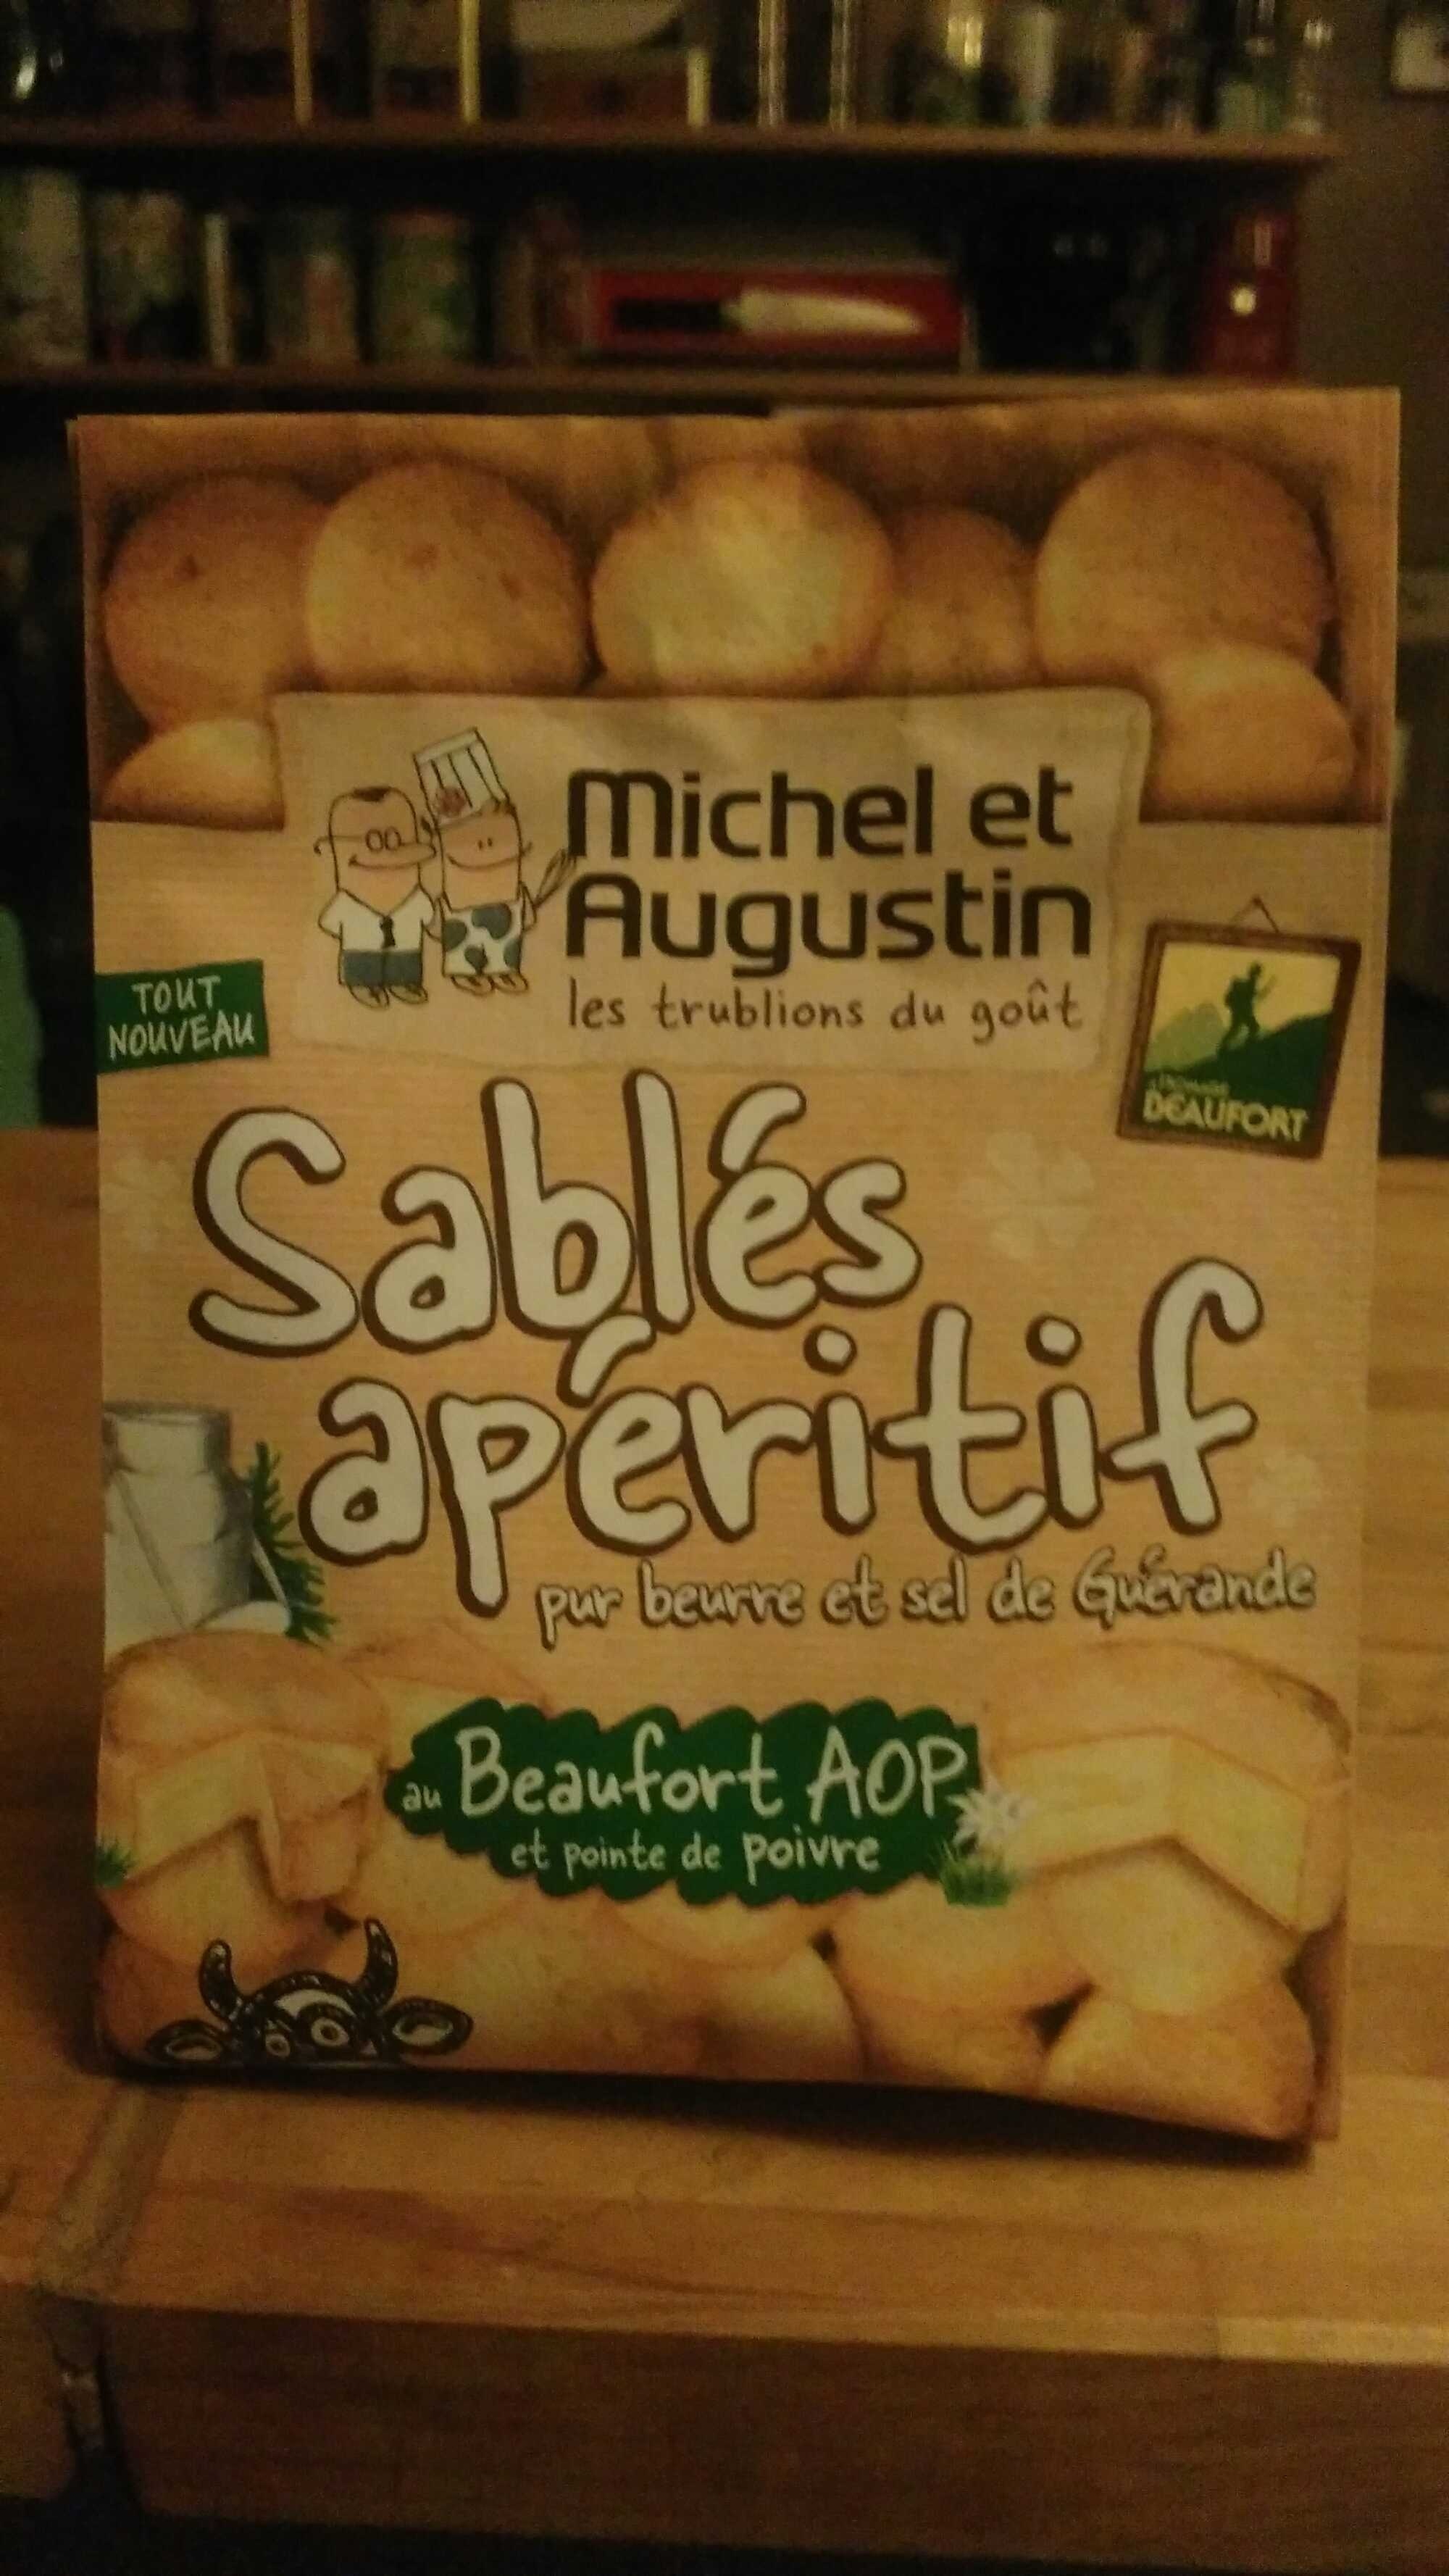 Michel et
Augustin
les trublions du goût
TOUT
NOUVEAU
FROMAGE
BEAUFORT
Sablés
apéritif
pur beurre et sel de Guérande
au Beaufort AOP
et pointe de poivre